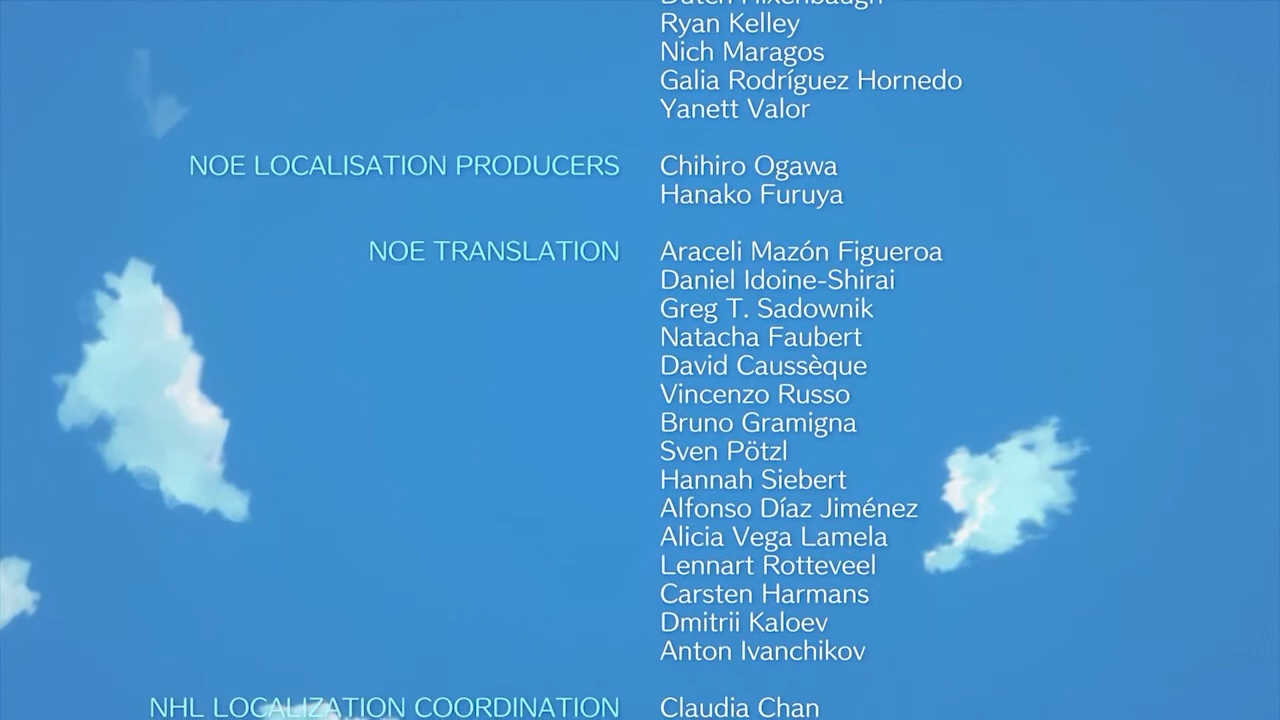 Ryan Kelley
Nich Maragos
Galia Rodríguez Hornedo
Yanett Valor
NOE LOCALISATION PRODUCERS Chihiro Ogawa
Hanako Furuya
NOE TRANSLATION Araceli Mazón Figueroa
Daniel Idoine-Shirai
Greg T. Sadownik
Natacha Faubert
David Caussèque
Vincenzo Russo
Bruno Gramigna
Sven Pötzl
Hannah Siebert
Alfonso Díaz Jiménez
Alicia Vega Lamela
Lennart Rotteveel
Carsten Harmans
Dmitrii Kaloev
Anton Ivanchikov
NHL LOCALIZATION COORDINATION Claudia Chan